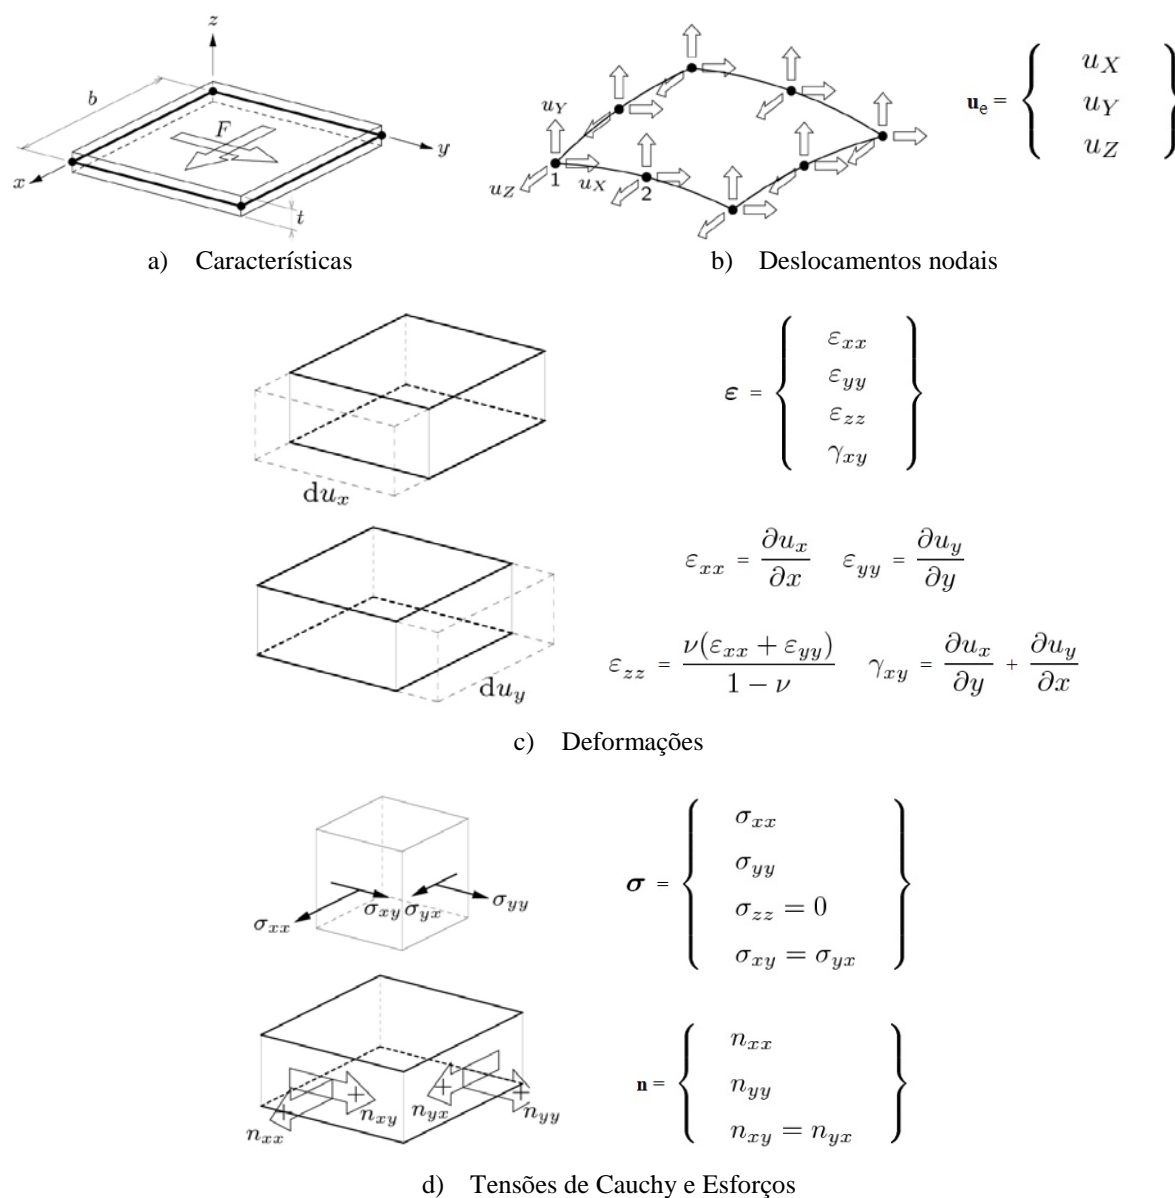 z
b
F
x
y
t
a) Características
u_Y
u_Z
1
u_X
2
u_e = { u_X
u_Y
u_Z }
b) Deslocamentos nodais
du_x
ε = { ε_xx
ε_yy
ε_zz
γ_xy }
du_y
ε_xx = ∂u_x/∂x ε_yy = ∂u_y/∂y
ε_zz = ν(ε_xx + ε_yy)/(1 − ν) γ_xy = ∂u_x/∂y + ∂u_y/∂x
c) Deformações
σ_xx
σ_xy σ_yx
σ_yy
σ = { σ_xx
σ_yy
σ_zz = 0
σ_xy = σ_yx }
+ + + +
n_xx
n_xy
n_yx
n_yy
n = { n_xx
n_yy
n_xy = n_yx }
d) Tensões de Cauchy e Esforços